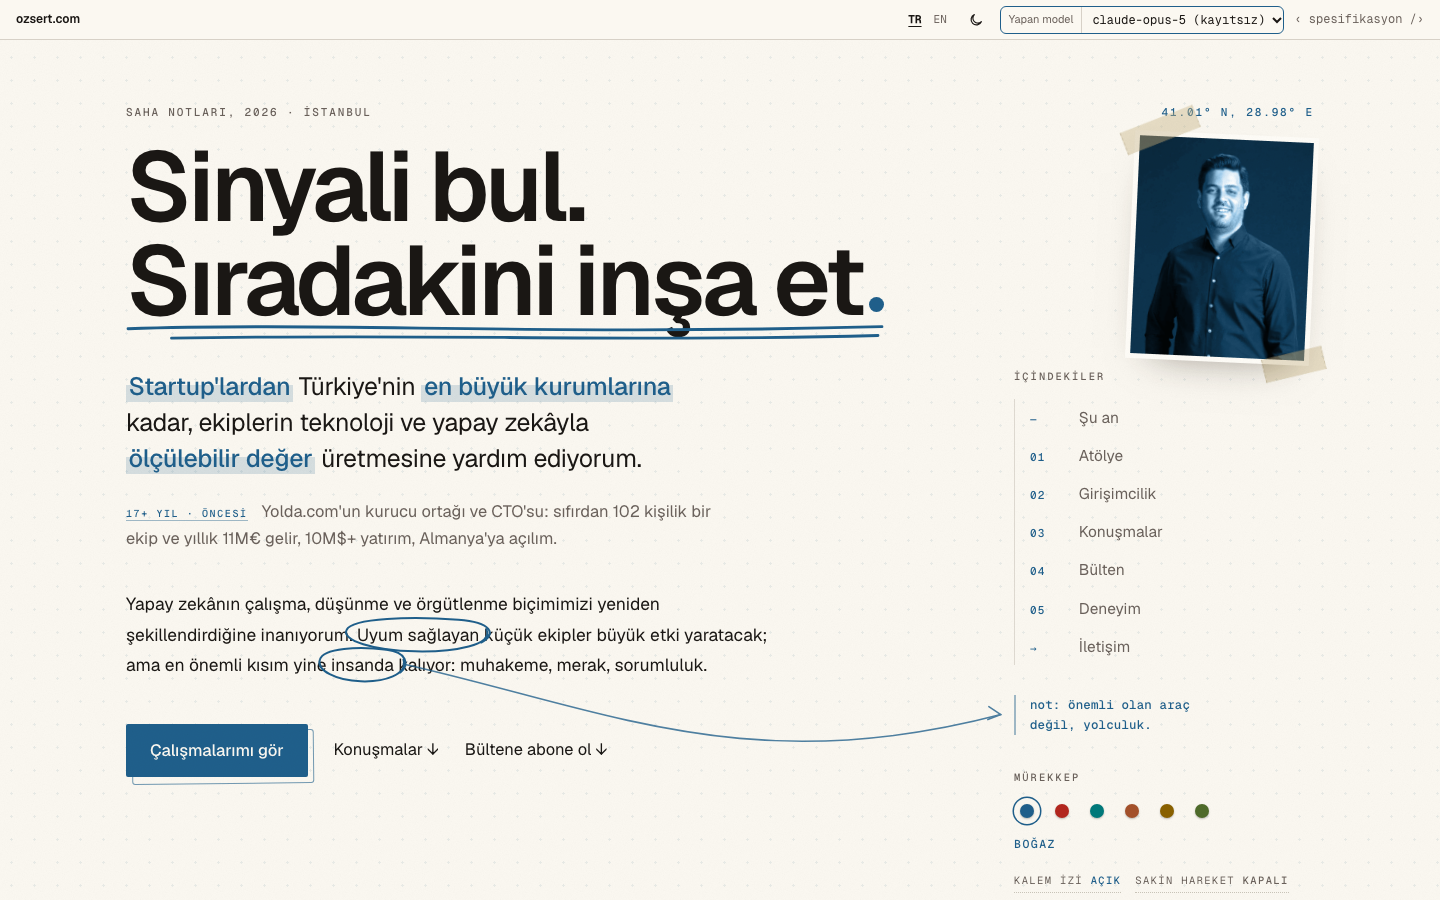 ozsert.com
TR EN
Yapan model claude-opus-5 (kayıtsız)
‹ spesifikasyon /›
SAHA NOTLARI, 2026 · İSTANBUL
41.01° N, 28.98° E
Sinyali bul.
Sıradakini inşa et.
Startup'lardan Türkiye'nin en büyük kurumlarına
kadar, ekiplerin teknoloji ve yapay zekâyla
ölçülebilir değer üretmesine yardım ediyorum.
17+ YIL · ÖNCESİ Yolda.com'un kurucu ortağı ve CTO'su: sıfırdan 102 kişilik bir
ekip ve yıllık 11M€ gelir, 10M$+ yatırım, Almanya'ya açılım.
Yapay zekânın çalışma, düşünme ve örgütlenme biçimimizi yeniden
şekillendirdiğine inanıyorum. Uyum sağlayan küçük ekipler büyük etki yaratacak;
ama en önemli kısım yine insanda kalıyor: muhakeme, merak, sorumluluk.
Çalışmalarımı gör
Konuşmalar ↓
Bültene abone ol ↓
İÇİNDEKİLER
— Şu an
01 Atölye
02 Girişimcilik
03 Konuşmalar
04 Bülten
05 Deneyim
→ İletişim
not: önemli olan araç
değil, yolculuk.
MÜREKKEP
BOĞAZ
KALEM İZİ AÇIK
SAKİN HAREKET KAPALI